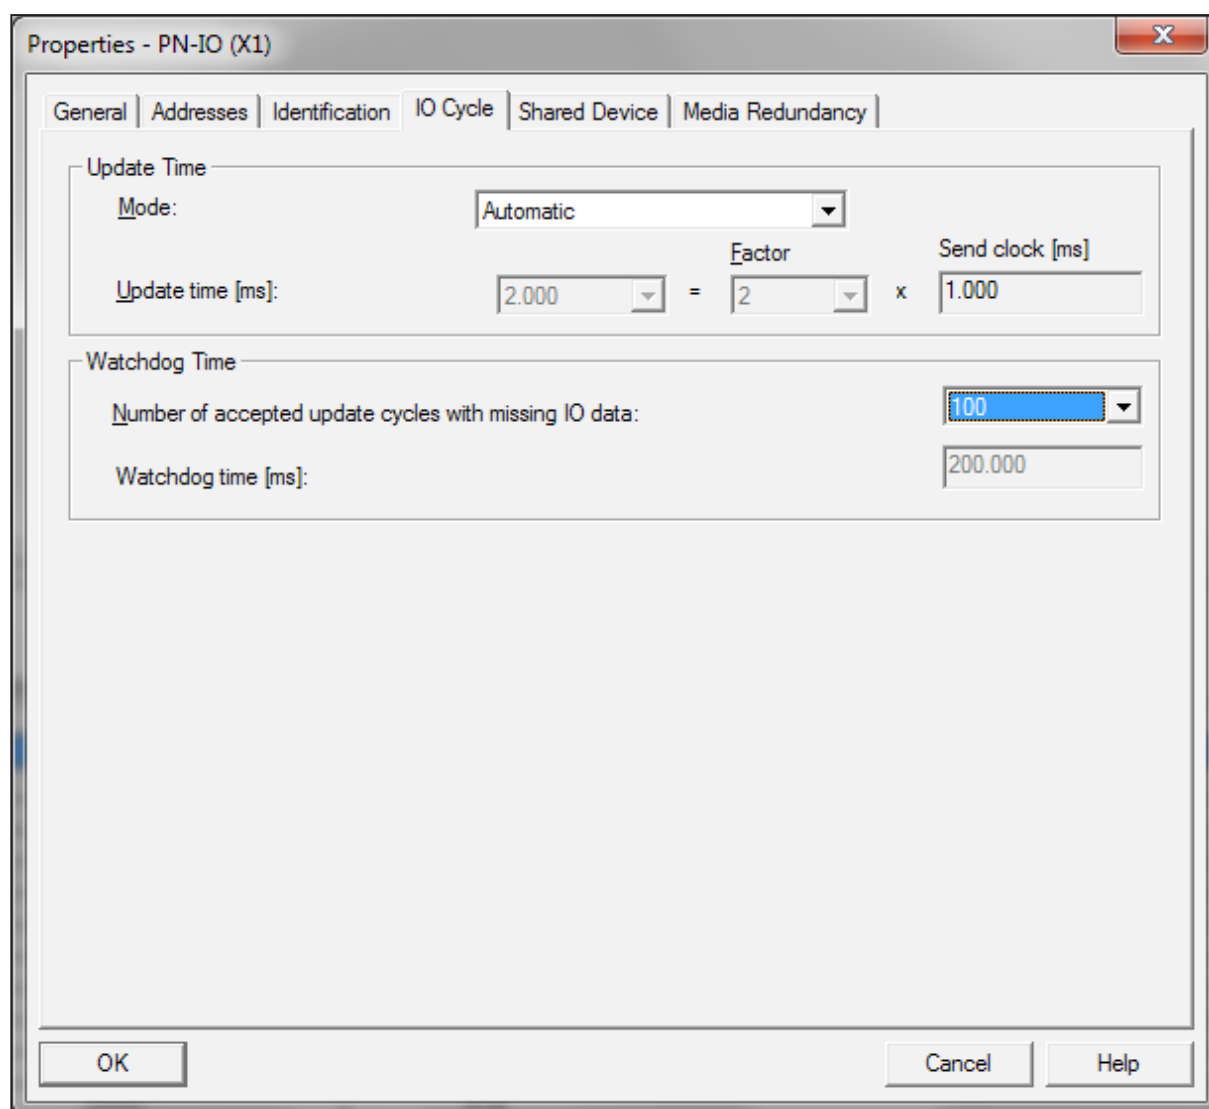 Properties - PN-IO (X1)
x
General Addresses Identification IO Cycle Shared Device Media Redundancy
Update Time
Mode: Automatic
Factor Send clock [ms]
Update time [ms]: 2.000 = 2 x 1.000
Watchdog Time
Number of accepted update cycles with missing IO data: 100
Watchdog time [ms]: 200.000
OK Cancel Help